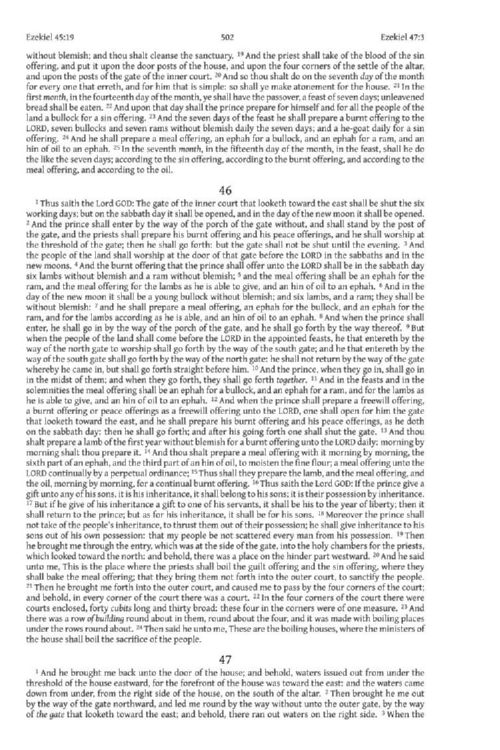 Ezekiel 45:19 502 Ezekiel 47:3
without blemish; and thou shalt cleanse the sanctuary. 19 And the priest shall take of the blood of the sin
offering, and put it upon the door posts of the house, and upon the four corners of the settle of the altar,
and upon the posts of the gate of the inner court. 20 And so thou shalt do on the seventh day of the month
for every one that erreth, and for him that is simple: so shall ye make atonement for the house. 21 In the
first month, in the fourteenth day of the month, ye shall have the passover, a feast of seven days; unleavened
bread shall be eaten. 22 And upon that day shall the prince prepare for himself and for all the people of the
land a bullock for a sin offering. 23 And the seven days of the feast he shall prepare a burnt offering to the
LORD, seven bullocks and seven rams without blemish daily the seven days; and a he-goat daily for a sin
offering. 24 And he shall prepare a meal offering, an ephah for a bullock, and an ephah for a ram, and an
hin of oil to an ephah. 25 In the seventh month, in the fifteenth day of the month, in the feast, shall he do
the like the seven days; according to the sin offering, according to the burnt offering, and according to the
meal offering, and according to the oil.
46
1 Thus saith the Lord GOD: The gate of the inner court that looketh toward the east shall be shut the six
working days; but on the sabbath day it shall be opened, and in the day of the new moon it shall be opened.
2 And the prince shall enter by the way of the porch of the gate without, and shall stand by the post of
the gate, and the priests shall prepare his burnt offering and his peace offerings, and he shall worship at
the threshold of the gate; then he shall go forth: but the gate shall not be shut until the evening. 3 And
the people of the land shall worship at the door of that gate before the LORD in the sabbaths and in the
new moons. 4 And the burnt offering that the prince shall offer unto the LORD shall be in the sabbath day
six lambs without blemish and a ram without blemish; 5 and the meal offering shall be an ephah for the
ram, and the meal offering for the lambs as he is able to give, and an hin of oil to an ephah. 6 And in the
day of the new moon it shall be a young bullock without blemish; and six lambs, and a ram; they shall be
without blemish: 7 and he shall prepare a meal offering, an ephah for the bullock, and an ephah for the
ram, and for the lambs according as he is able, and an hin of oil to an ephah. 8 And when the prince shall
enter, he shall go in by the way of the porch of the gate, and he shall go forth by the way thereof. 9 But
when the people of the land shall come before the LORD in the appointed feasts, he that entereth by the
way of the north gate to worship shall go forth by the way of the south gate; and he that entereth by the
way of the south gate shall go forth by the way of the north gate: he shall not return by the way of the gate
whereby he came in, but shall go forth straight before him. 10 And the prince, when they go in, shall go in
in the midst of them; and when they go forth, they shall go forth together. 11 And in the feasts and in the
solemnities the meal offering shall be an ephah for a bullock, and an ephah for a ram, and for the lambs as
he is able to give, and an hin of oil to an ephah. 12 And when the prince shall prepare a freewill offering,
a burnt offering or peace offerings as a freewill offering unto the LORD, one shall open for him the gate
that looketh toward the east, and he shall prepare his burnt offering and his peace offerings, as he doth
on the sabbath day: then he shall go forth; and after his going forth one shall shut the gate. 13 And thou
shalt prepare a lamb of the first year without blemish for a burnt offering unto the LORD daily: morning by
morning shalt thou prepare it. 14 And thou shalt prepare a meal offering with it morning by morning, the
sixth part of an ephah, and the third part of an hin of oil, to moisten the fine flour; a meal offering unto the
LORD continually by a perpetual ordinance; 15 Thus shall they prepare the lamb, and the meal offering, and
the oil, morning by morning, for a continual burnt offering. 16 Thus saith the Lord GOD: If the prince give a
gift unto any of his sons, it is his inheritance, it shall belong to his sons; it is their possession by inheritance.
17 But if he give of his inheritance a gift to one of his servants, it shall be his to the year of liberty; then it
shall return to the prince; but as for his inheritance, it shall be for his sons. 18 Moreover the prince shall
not take of the people's inheritance, to thrust them out of their possession; he shall give inheritance to his
sons out of his own possession: that my people be not scattered every man from his possession. 19 Then
he brought me through the entry, which was at the side of the gate, into the holy chambers for the priests,
which looked toward the north: and behold, there was a place on the hinder part westward. 20 And he said
unto me, This is the place where the priests shall boil the guilt offering and the sin offering, where they
shall bake the meal offering; that they bring them not forth into the outer court, to sanctify the people.
21 Then he brought me forth into the outer court, and caused me to pass by the four corners of the court;
and behold, in every corner of the court there was a court. 22 In the four corners of the court there were
courts enclosed, forty cubits long and thirty broad: these four in the corners were of one measure. 23 And
there was a row of building round about in them, round about the four, and it was made with boiling places
under the rows round about. 24 Then said he unto me, These are the boiling houses, where the ministers of
the house shall boil the sacrifice of the people.
47
1 And he brought me back unto the door of the house; and behold, waters issued out from under the
threshold of the house eastward, for the forefront of the house was toward the east: and the waters came
down from under, from the right side of the house, on the south of the altar. 2 Then brought he me out
by the way of the gate northward, and led me round by the way without unto the outer gate, by the way
of the gate that looketh toward the east; and behold, there ran out waters on the right side. 3 When the